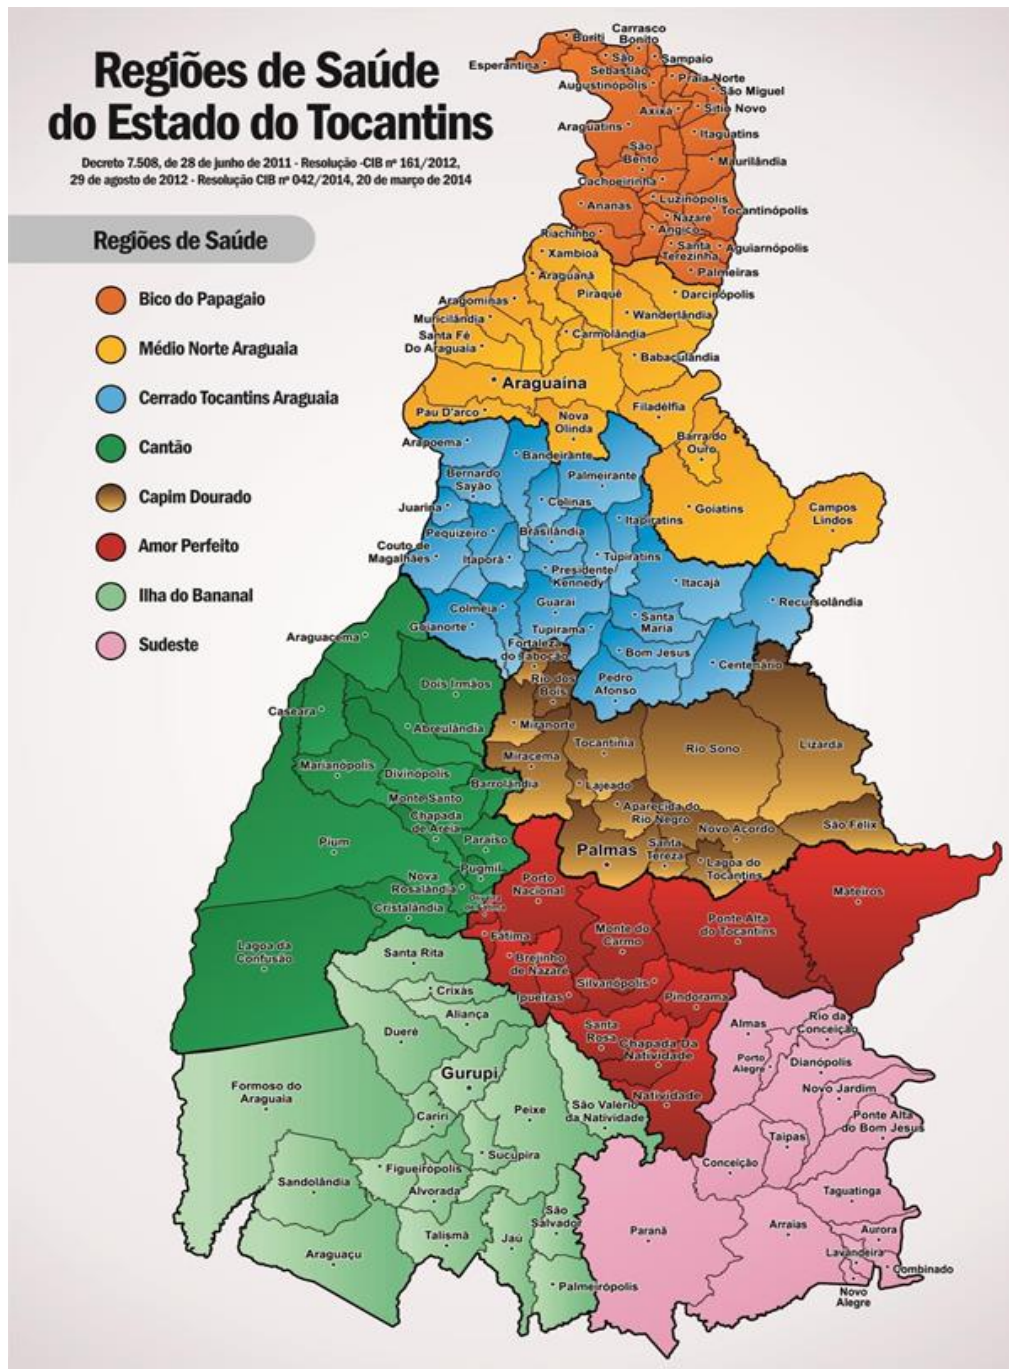 Regiões de Saúde
do Estado do Tocantins
Decreto 7.508, de 28 de junho de 2011 - Resolução -CIB nº 161/2012,
29 de agosto de 2012 - Resolução CIB nº 042/2014, 20 de março de 2014
Regiões de Saúde
Bico do Papagaio
Médio Norte Araguaia
Cerrado Tocantins Araguaia
Cantão
Capim Dourado
Amor Perfeito
Ilha do Bananal
Sudeste
Buriti
Carrasco
Bonito
Esperantina
São
Sebastião
Sampaio
Augustinópolis
Praia Norte
São Miguel
Axixá
Sítio Novo
Araguatins
Itaguatins
São
Bento
Maurilândia
Cachoeirinha
Ananás
Luzinópolis
Tocantinópolis
Nazaré
Angico
Riachinho
Santa
Terezinha
Aguiarnópolis
Palmeiras
Xambioá
Araguanã
Piraquê
Darcinópolis
Aragominas
Muricilândia
Wanderlândia
Santa Fé
Do Araguaia
Carmolândia
Babaçulândia
Araguaína
Pau D'arco
Nova
Olinda
Filadélfia
Barra do
Ouro
Goiatins
Campos
Lindos
Arapoema
Bandeirante
Bernardo
Sayão
Palmeirante
Juarina
Colinas
Itapiratins
Pequizeiro
Brasilândia
Couto de
Magalhães
Itaporã
Tupiratins
Presidente
Kennedy
Itacajá
Recursolândia
Colméia
Guaraí
Santa
Maria
Goianorte
Tupirama
Fortaleza
do Tabocão
Bom Jesus
Centenário
Pedro
Afonso
Araguacema
Dois Irmãos
Rio dos
Bois
Caseara
Abreulândia
Miranorte
Tocantínia
Rio Sono
Lizarda
Marianópolis
Divinópolis
Miracema
Barrolândia
Lajeado
Monte Santo
Aparecida do
Rio Negro
Chapada
de Areia
Novo Acordo
São Félix
Pium
Paraíso
Palmas
Santa
Tereza
Lagoa do
Tocantins
Pugmil
Nova
Rosalândia
Porto
Nacional
Mateiros
Cristalândia
Fátima
Monte do
Carmo
Ponte Alta
do Tocantins
Lagoa da
Confusão
Santa Rita
Brejinho
de Nazaré
Crixás
Ipueiras
Silvanópolis
Pindorama
Aliança
Dueré
Santa
Rosa
Chapada Da
Natividade
Almas
Rio da
Conceição
Porto
Alegre
Dianópolis
Gurupi
Formoso do
Araguaia
Natividade
Novo Jardim
Cariri
Peixe
São Valério
da Natividade
Ponte Alta
do Bom Jesus
Taipas
Sucupira
Figueirópolis
Conceição
Sandolândia
Alvorada
Taguatinga
São
Salvador
Talismã
Jaú
Paranã
Arraias
Aurora
Araguaçu
Lavandeira
Combinado
Palmeirópolis
Novo
Alegre